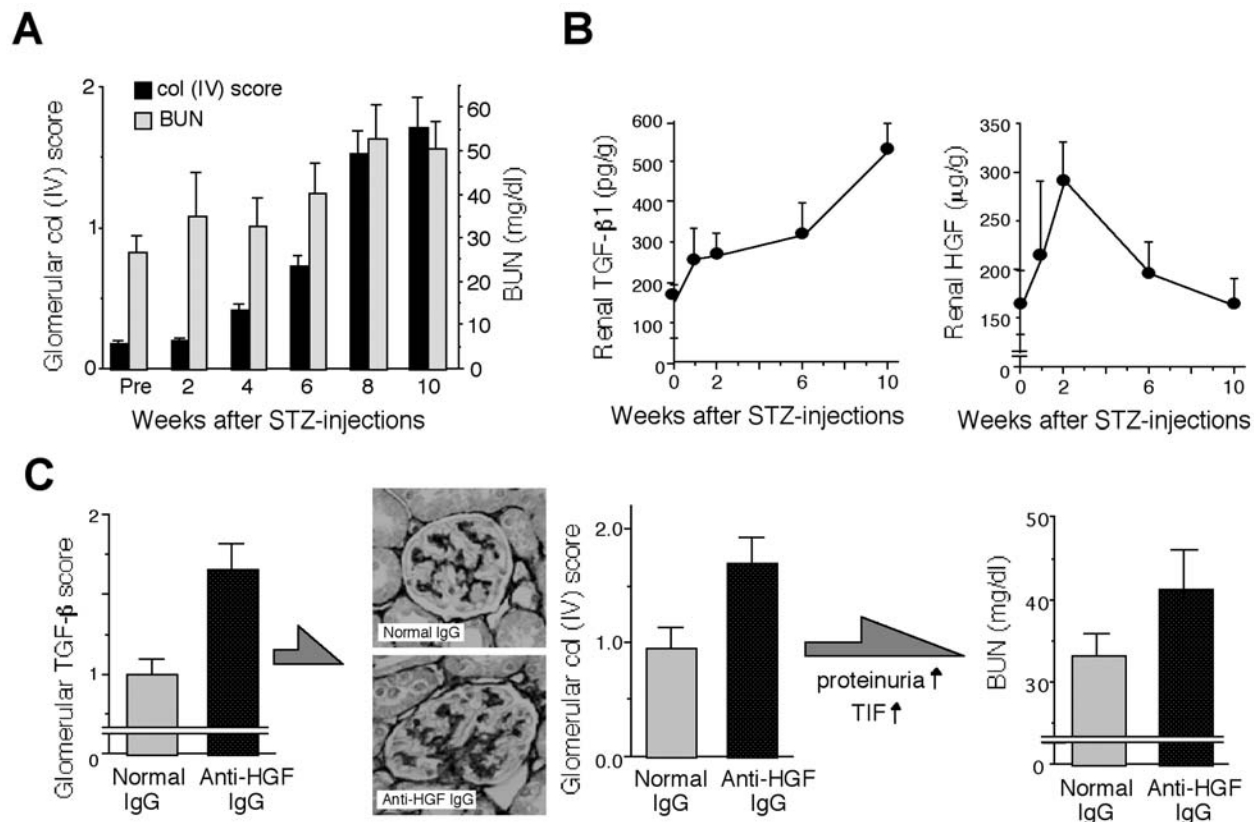 A
col (IV) score
BUN
Glomerular col (IV) score
2
1
0
BUN (mg/dl)
60
50
40
30
20
10
0
Pre 2 4 6 8 10
Weeks after STZ-injections
B
Renal TGF-β1 (pg/g)
600
500
400
300
200
100
0
0 2 6 10
Weeks after STZ-injections
Renal HGF (μg/g)
350
300
250
200
150
0
0 2 6 10
Weeks after STZ-injections
C
Glomerular TGF-β score
2
1
0
Normal IgG
Anti-HGF IgG
Normal IgG
Anti-HGF IgG
Glomerular col (IV) score
2.0
1.0
0.0
Normal IgG
Anti-HGF IgG
proteinuria ↑
TIF ↑
BUN (mg/dl)
50
40
30
0
Normal IgG
Anti-HGF IgG